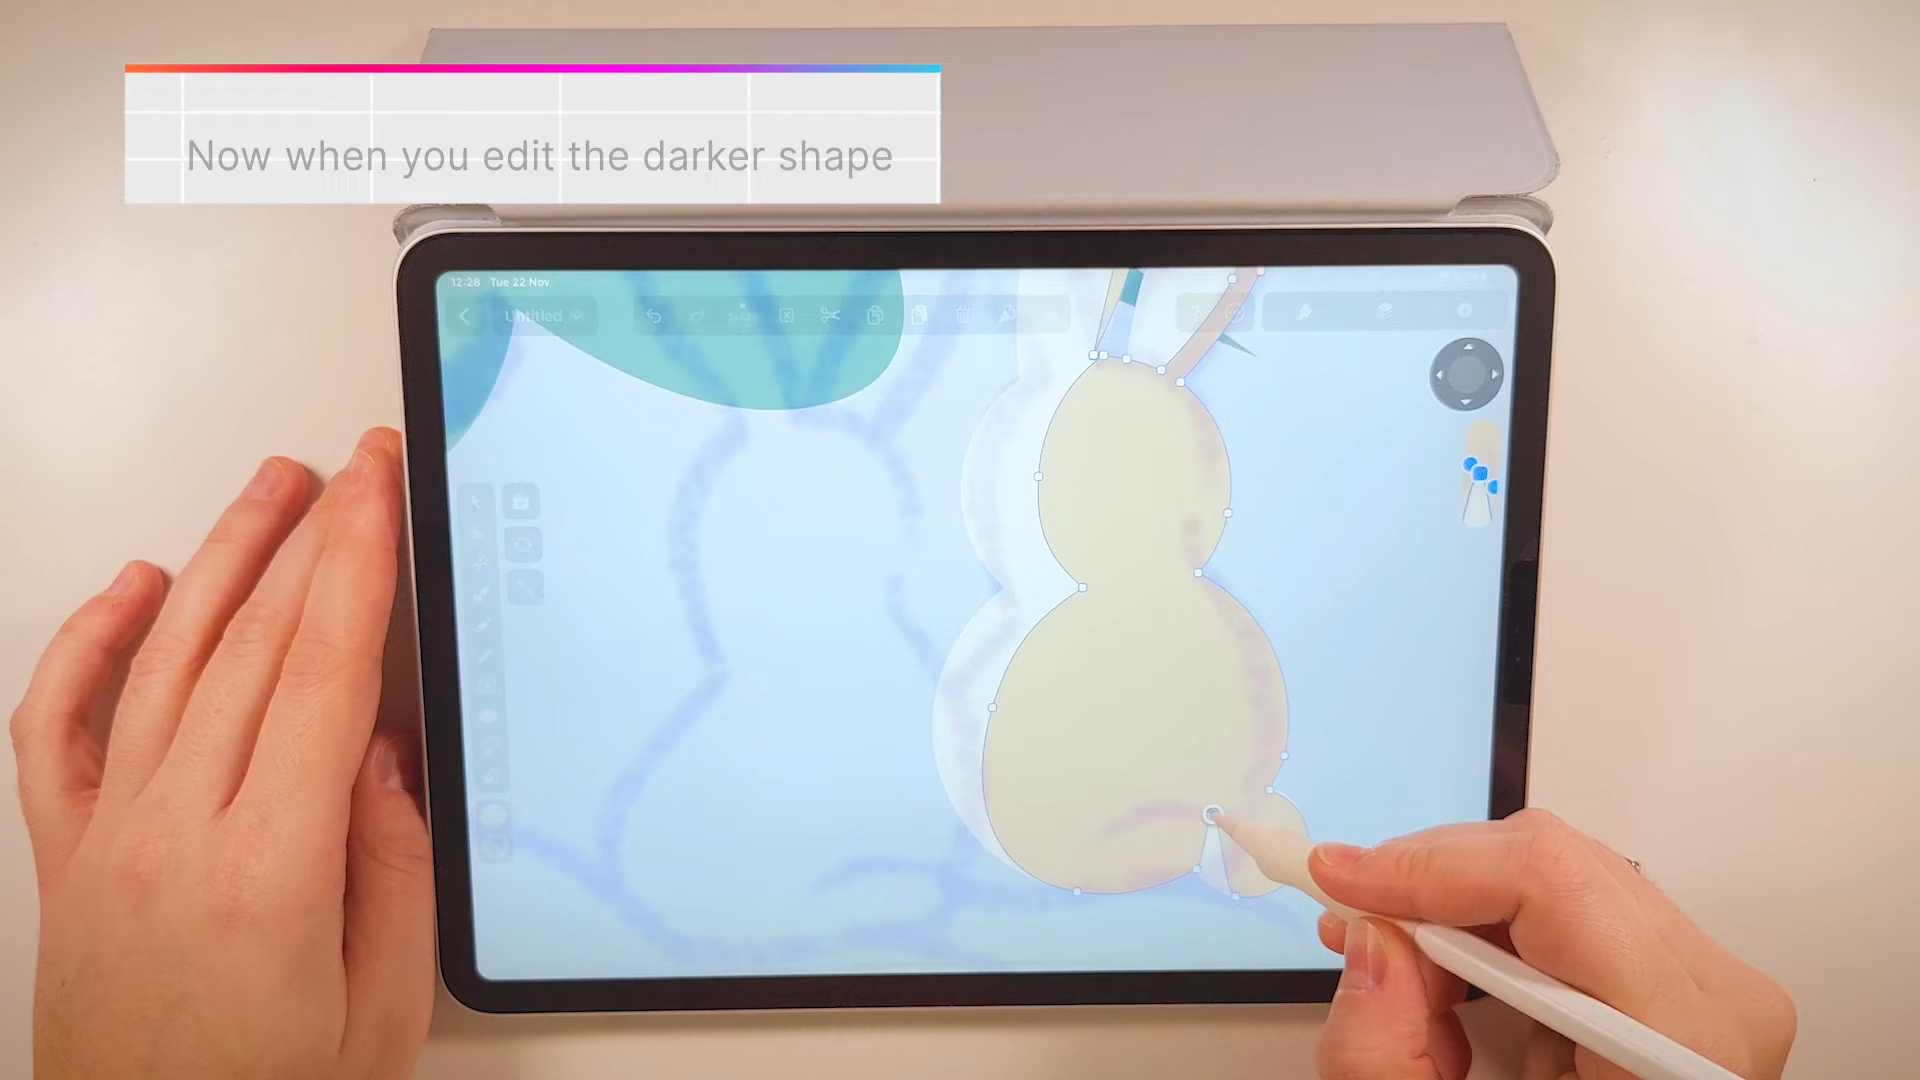 Now when you edit the darker shape
12:28 Tue 22 Nov
Untitled